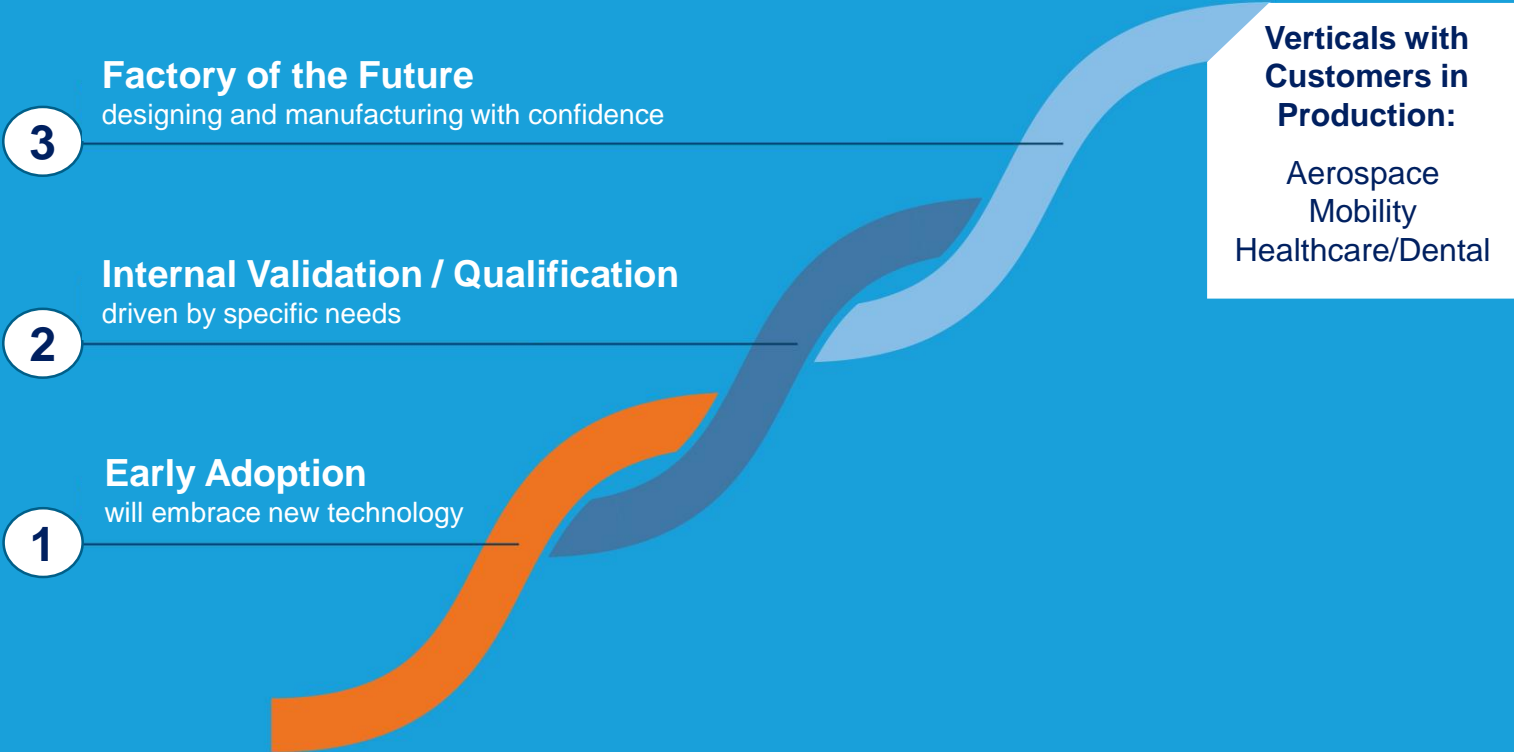 3
Factory of the Future
designing and manufacturing with confidence
2
Internal Validation / Qualification
driven by specific needs
1
Early Adoption
will embrace new technology
Verticals with
Customers in
Production:
Aerospace
Mobility
Healthcare/Dental